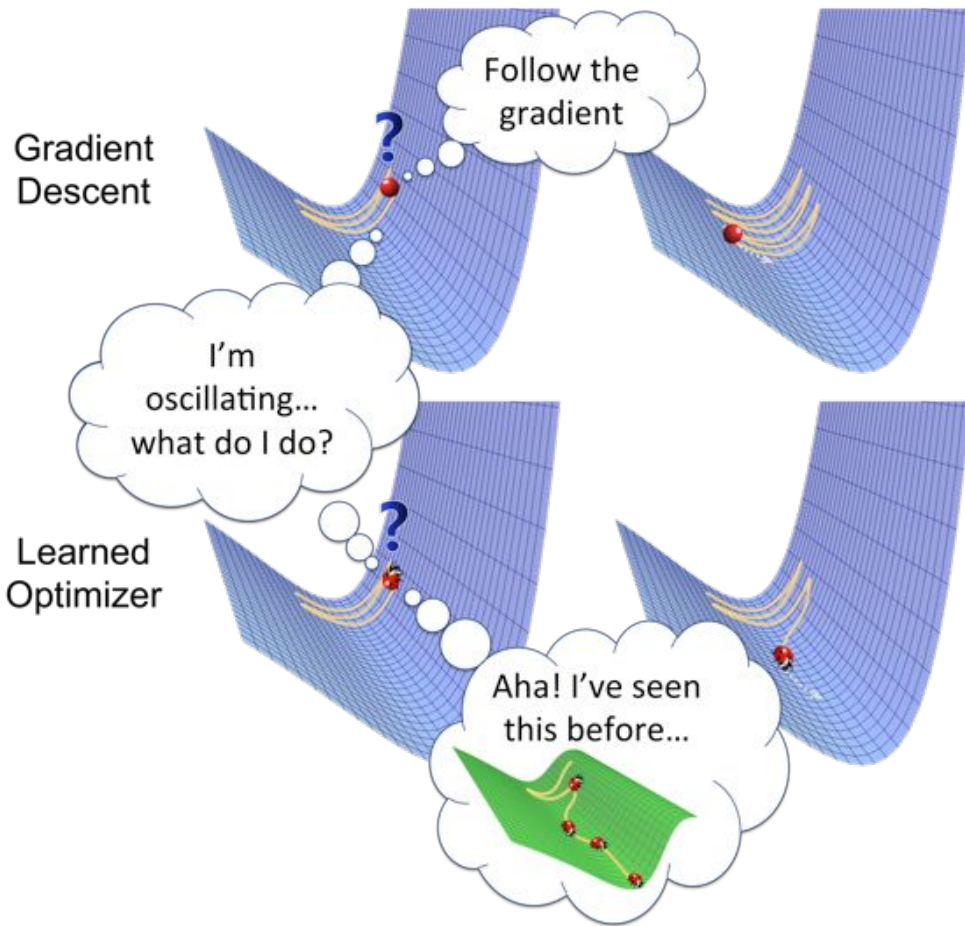 Follow the
gradient
?
Gradient
Descent
I'm
oscillating...
what do I do?
?
Learned
Optimizer
Aha! I've seen
this before...